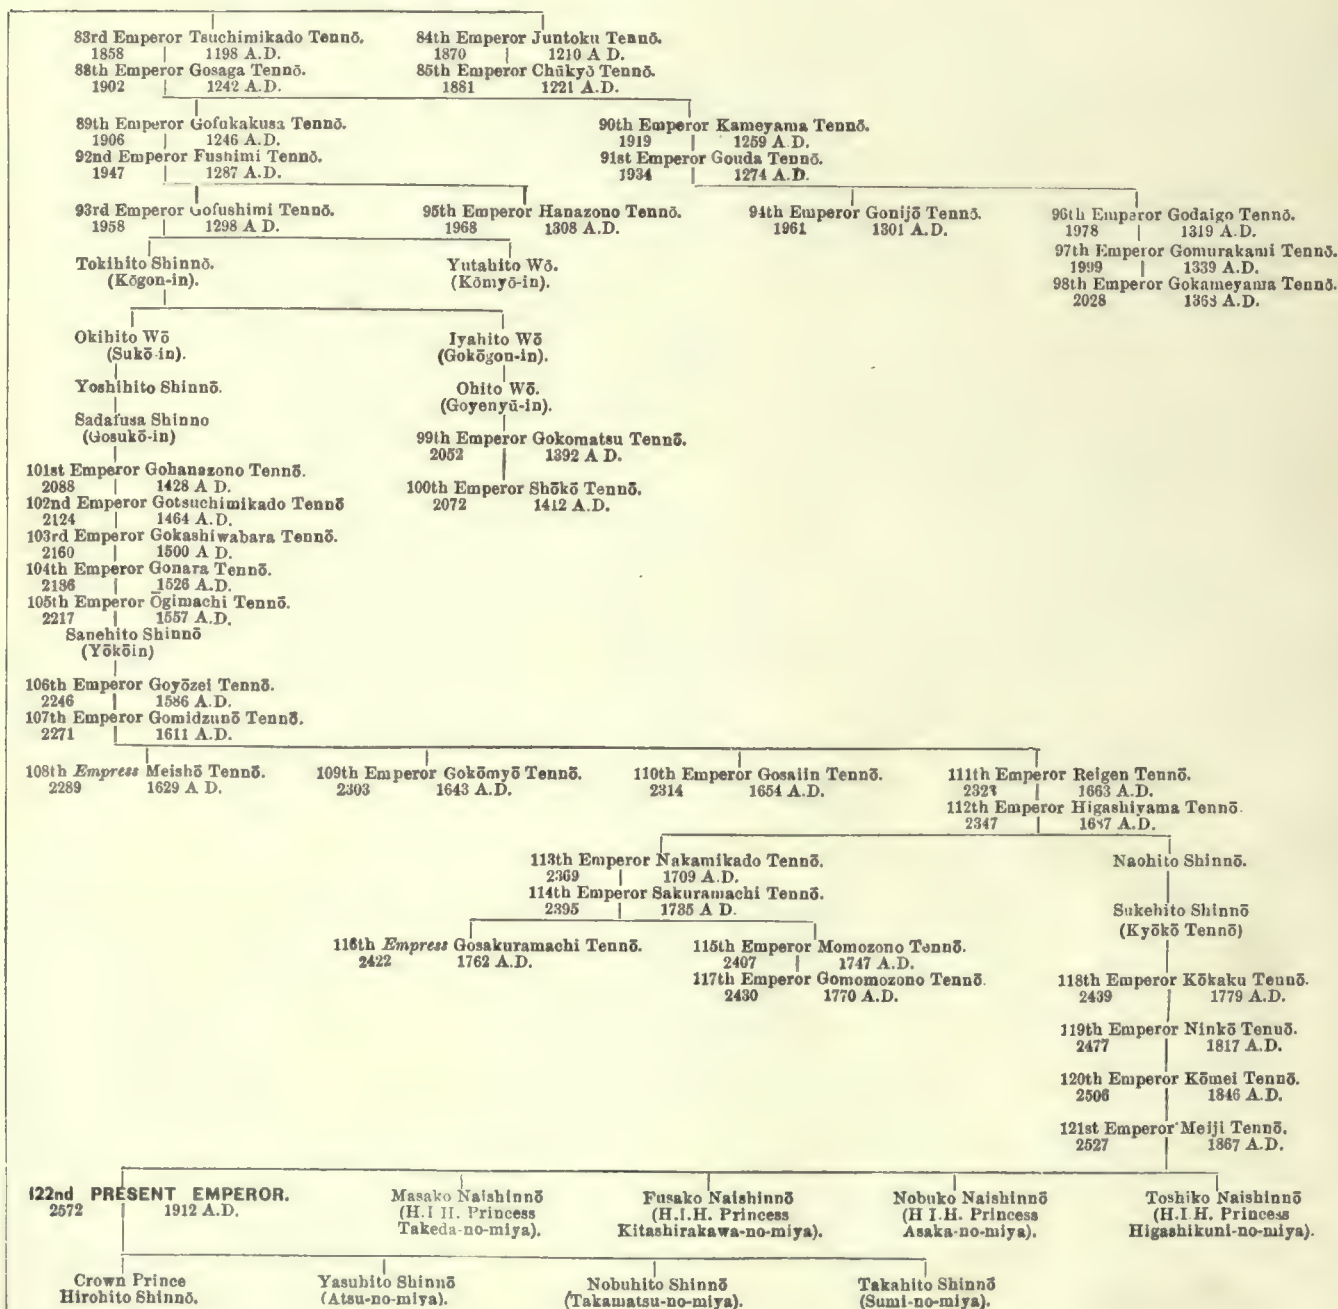 83rd Emperor Tsuchimikado Tennō. 84th Emperor Juntoku Tennō.
1858 1198 A.D. 1870 1210 A D.
88th Emperor Gosaga Tennō. 85th Emperor Chūkyō Tennō.
1902 1242 A.D. 1881 1221 A.D.
89th Emperor Gofukakusa Tennō. 90th Emperor Kameyama Tennō.
1906 1246 A.D. 1919 1259 A.D.
92nd Emperor Fushimi Tennō. 91st Emperor Gouda Tennō.
1947 1287 A.D. 1934 1274 A.D.
93rd Emperor Gofushimi Tennō. 95th Emperor Hanazono Tennō. 94th Emperor Gonijō Tennō. 96th Emperor Godaigo Tennō.
1958 1298 A D. 1968 1308 A.D. 1961 1301 A.D. 1978 1319 A.D.
97th Emperor Gomurakami Tennō.
1999 1339 A.D.
98th Emperor Gokameyama Tennō.
2028 1368 A.D.
Tokihito Shinnō. Yutahito Wō.
(Kōgon-in). (Kōmyō-in).
Okihito Wō Iyahito Wō
(Sukō-in). (Gokōgon-in).
Yoshihito Shinnō. Ohito Wō.
(Goyenyū-in).
Sadafusa Shinno
(Gosukō-in)
99th Emperor Gokomatsu Tennō.
2052 1392 A D.
101st Emperor Gohanazono Tennō.
2088 1428 A D.
100th Emperor Shōkō Tennō.
2072 1412 A.D.
102nd Emperor Gotsuchimikado Tennō
2124 1464 A.D.
103rd Emperor Gokashiwabara Tennō.
2160 1500 A D.
104th Emperor Gonara Tennō.
2186 1526 A.D.
105th Emperor Ōgimachi Tennō.
2217 1557 A.D.
Sanehito Shinnō
(Yōkōin)
106th Emperor Goyōzei Tennō.
2246 1586 A.D.
107th Emperor Gomidzunō Tennō.
2271 1611 A.D.
108th Empress Meishō Tennō. 109th Emperor Gokōmyō Tennō. 110th Emperor Gosaiin Tennō. 111th Emperor Reigen Tennō.
2289 1629 A D. 2303 1643 A.D. 2314 1654 A.D. 2323 1663 A.D.
112th Emperor Higashiyama Tennō.
2347 1687 A.D.
113th Emperor Nakamikado Tennō. Naohito Shinnō.
2369 1709 A.D.
114th Emperor Sakuramachi Tennō.
2395 1735 A D.
Sukehito Shinnō
(Kyōkō Tennō)
116th Empress Gosakuramachi Tennō. 115th Emperor Momozono Tennō.
2422 1762 A.D. 2407 1747 A.D.
117th Emperor Gomomozono Tennō. 118th Emperor Kōkaku Tennō.
2430 1770 A.D. 2439 1779 A.D.
119th Emperor Ninkō Tennō.
2477 1817 A.D.
120th Emperor Kōmei Tennō.
2506 1846 A.D.
121st Emperor Meiji Tennō.
2527 1867 A.D.
122nd PRESENT EMPEROR. Masako Naishinnō Fusako Naishinnō Nobuko Naishinnō Toshiko Naishinnō
2572 1912 A.D. (H.I H. Princess (H.I.H. Princess (H I.H. Princess (H.I.H. Princess
Takeda-no-miya). Kitashirakawa-no-miya). Asaka-no-miya). Higashikuni-no-miya).
Crown Prince Yasuhito Shinnō Nobuhito Shinnō Takahito Shinnō
Hirohito Shinnō. (Atsu-no-miya). (Takamatsu-no-miya). (Sumi-no-miya).